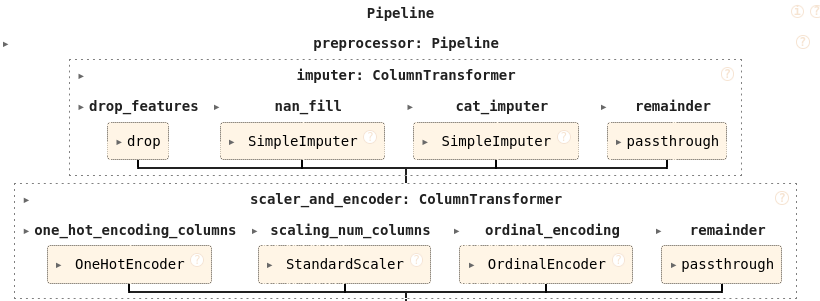 Pipeline
preprocessor: Pipeline
imputer: ColumnTransformer
drop_features nan_fill cat_imputer remainder
drop SimpleImputer ? SimpleImputer ? passthrough
scaler_and_encoder: ColumnTransformer
one_hot_encoding_columns scaling_num_columns ordinal_encoding remainder
OneHotEncoder ? StandardScaler ? OrdinalEncoder ? passthrough